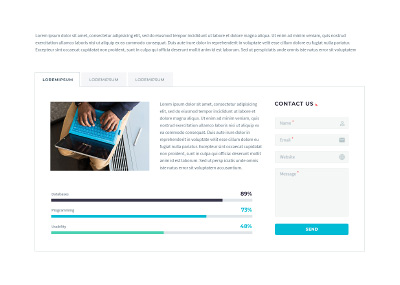 Lorem ipsum dolor sit amet, consectetur adipiscing elit, sed do eiusmod tempor incididunt ut labore et dolore magna aliqua. Ut enim ad minim veniam, quis nostrud
exercitation ullamco laboris nisi ut aliquip ex ea commodo consequat. Duis aute irure dolor in reprehenderit in voluptate velit esse cillum dolore eu fugiat nulla pariatur.
Excepteur sint occaecat cupidatat non proident, sunt in culpa qui officia deserunt mollit anim id est laborum. Sed ut perspiciatis unde omnis iste natus error sit voluptatem
LOREMIPSUM
LOREMIPSUM
LOREMIPSUM
Lorem ipsum dolor sit amet, consectetur adipiscing
elit, sed do eiusmod tempor incididunt ut labore et
dolore magna aliqua. Ut enim ad minim veniam, quis
nostrud exercitation ullamco laboris nisi ut aliquip ex
ea commodo consequat. Duis aute irure dolor in
reprehenderit in voluptate velit esse cillum dolore
eu fugiat nulla pariatur. Excepteur sint occaecat
cupidatat non proident, sunt in culpa qui officia
deserunt mollit anim id est laborum. Sed ut
perspiciatis unde omnis iste natus error sit voluptatem
accusantium.
CONTACT US
Name *
Email *
Website
Message *
SEND
89%
Programming
73%
Usability
48%